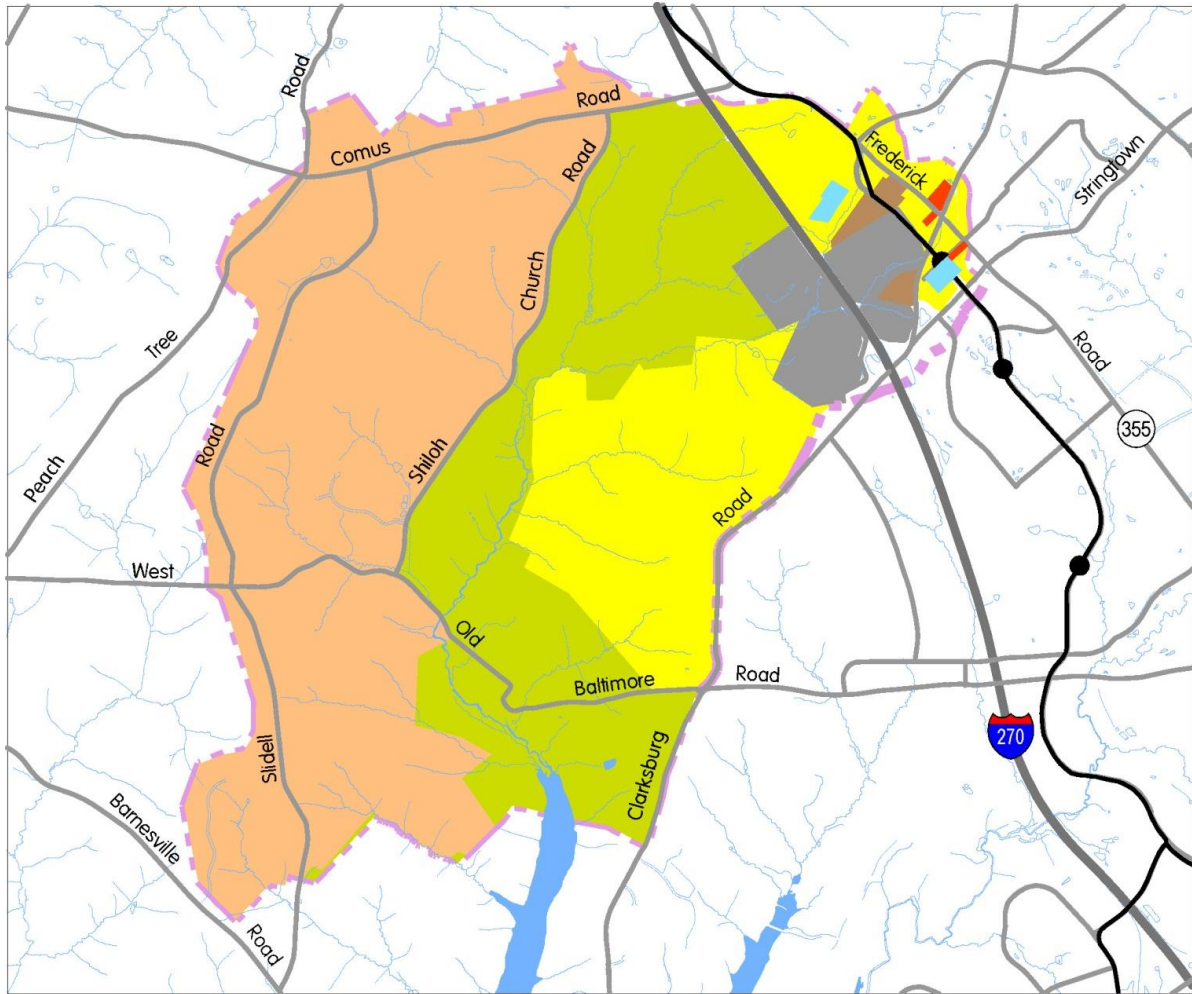 Road
Road
Comus
Road
Frederick
Stringtown
Church
Tree
Road
355
Peach
Road
Shiloh
Road
West
Old
Baltimore
Road
270
Slidell
Clarksburg
Barnesville
Road